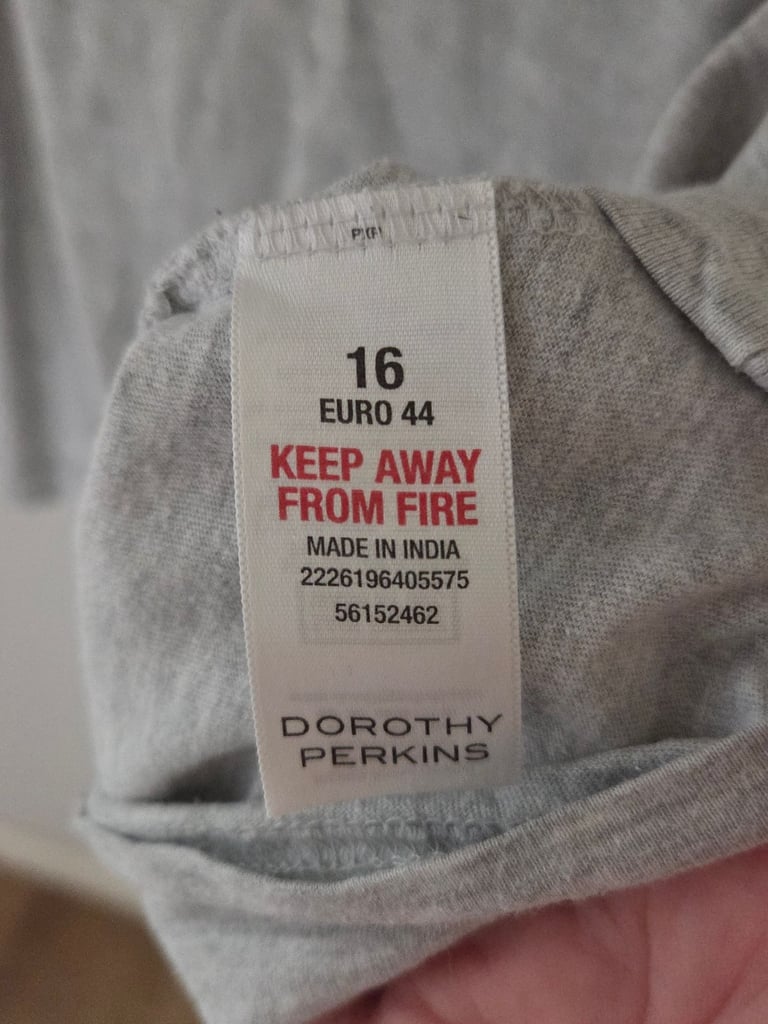 16
EURO 44
KEEP AWAY
FROM FIRE
MADE IN INDIA
2226196405575
56152462
DOROTHY
PERKINS